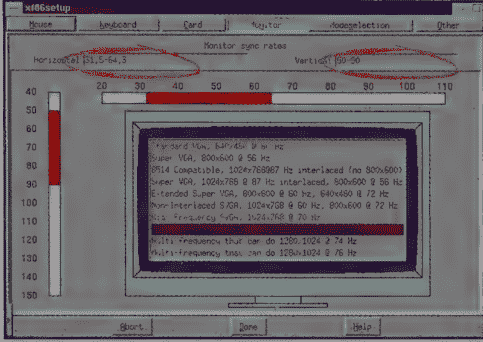 xf86setup
Mouse Keyboard Card Monitor Modeselection Other
Monitor sync rates
Horizontal 31,5-64,3 Vertical 50-90
20 30 40 50 60 70 80 90 100 110
40
50
60
70
80
90
100
110
120
130
140
150
Standard VGA, 640x480 @ 60 Hz
Super VGA, 800x600 @ 56 Hz
8514 Compatible, 1024x768@87 Hz interlaced (no 800x600)
Super VGA, 1024x768 @ 87 Hz interlaced, 800x600 @ 56 Hz
Extended Super VGA, 800x600 @ 60 Hz, 640x480 @ 72 Hz
Non-Interlaced SVGA, 1024x768 @ 60 Hz, 800x600 @ 72 Hz
High Frequency SVGA, 1024x768 @ 70 Hz
Multi-frequency that can do 1280x1024 @ 74 Hz
Multi-frequency that can do 1280x1024 @ 76 Hz
Abort Done Help